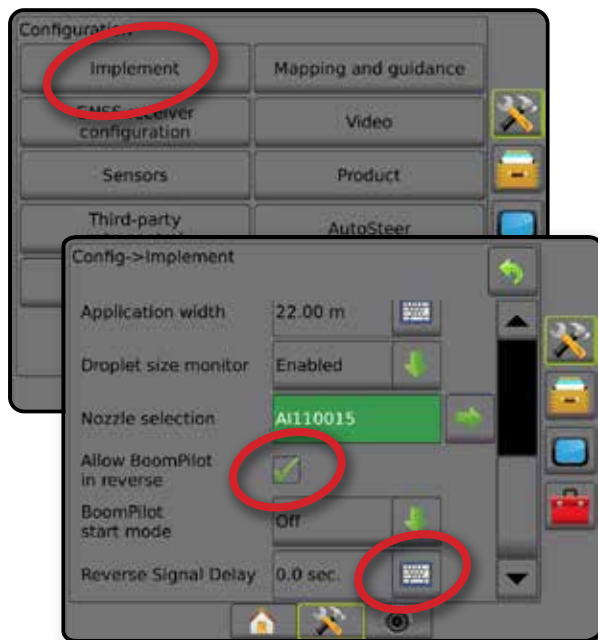 Configuration
Implement
Mapping and guidance
GNSS receiver
configuration
Video
Sensors
Product
Third-party
AutoSteer
Config->Implement
Application width
22.00 m
Droplet size monitor
Enabled
Nozzle selection
AI110015
Allow BoomPilot
in reverse
BoomPilot
start mode
Off
Reverse Signal Delay
0.0 sec.